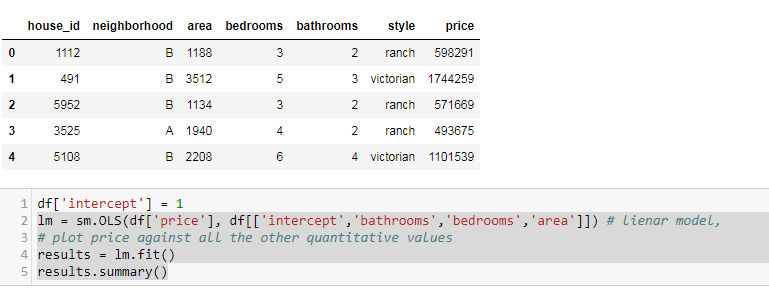 house_id neighborhood area bedrooms bathrooms style price
0 1112 B 1188 3 2 ranch 598291
1 491 B 3512 5 3 victorian 1744259
2 5952 B 1134 3 2 ranch 571669
3 3525 A 1940 4 2 ranch 493675
4 5108 B 2208 6 4 victorian 1101539
1 df['intercept'] = 1
2 lm = sm.OLS(df['price'], df[['intercept','bathrooms','bedrooms','area']]) # lienar model,
3 # plot price against all the other quantitative values
4 results = lm.fit()
5 results.summary()